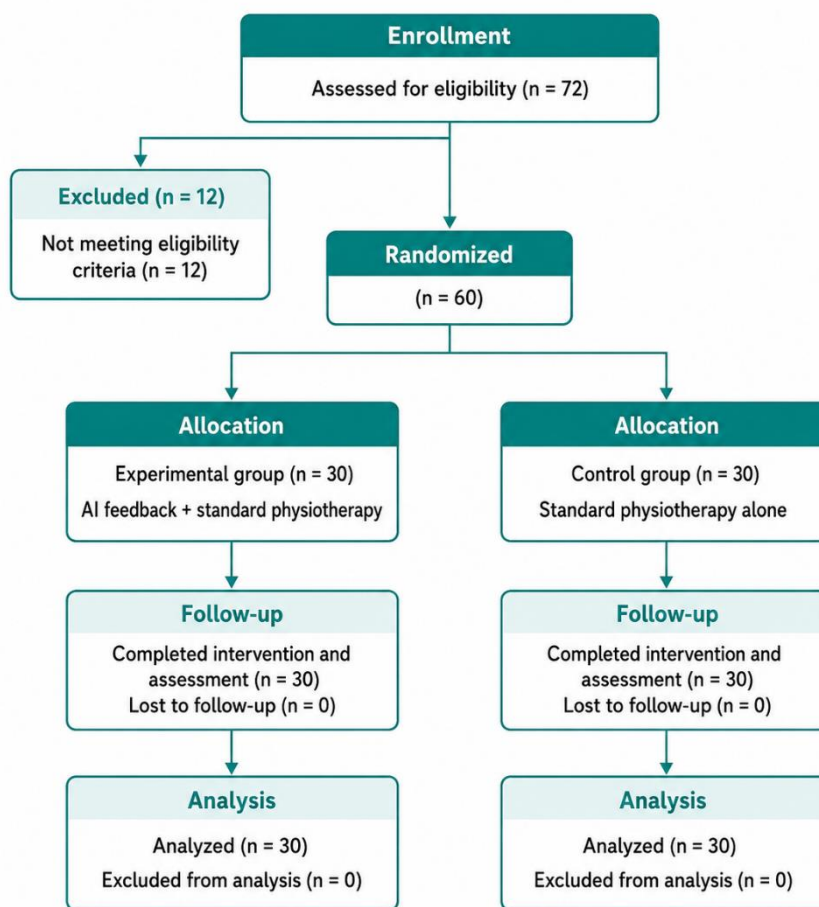 Enrollment
Assessed for eligibility (n = 72)
Excluded (n = 12)
Not meeting eligibility
criteria (n = 12)
Randomized
(n = 60)
Allocation
Experimental group (n = 30)
AI feedback + standard physiotherapy
Allocation
Control group (n = 30)
Standard physiotherapy alone
Follow-up
Completed intervention and
assessment (n = 30)
Lost to follow-up (n = 0)
Follow-up
Completed intervention and
assessment (n = 30)
Lost to follow-up (n = 0)
Analysis
Analyzed (n = 30)
Excluded from analysis (n = 0)
Analysis
Analyzed (n = 30)
Excluded from analysis (n = 0)